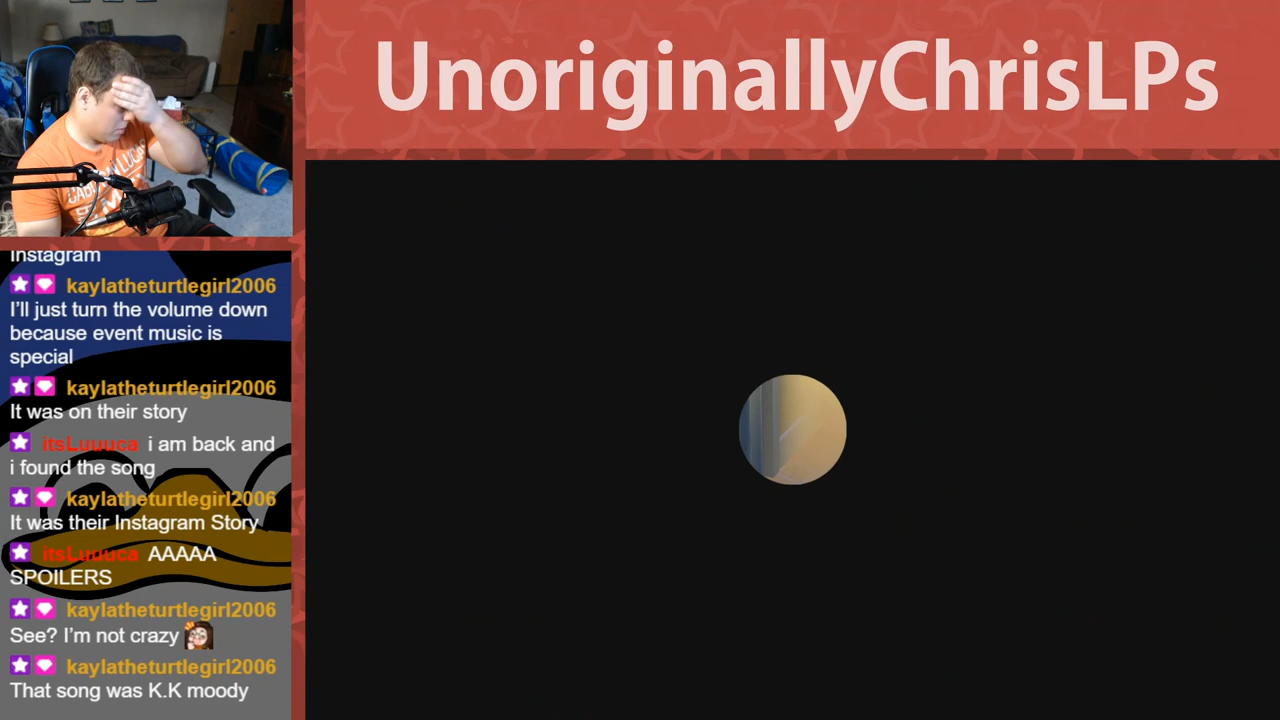 UnoriginallyChrisLPs
Instagram
kaylatheturtlegirl2006
I'll just turn the volume down
because event music is
special
kaylatheturtlegirl2006
It was on their story
itsLuuuca i am back and
i found the song
kaylatheturtlegirl2006
It was their Instagram Story
itsLuuuca AAAAA
SPOILERS
kaylatheturtlegirl2006
See? I'm not crazy
kaylatheturtlegirl2006
That song was K.K moody